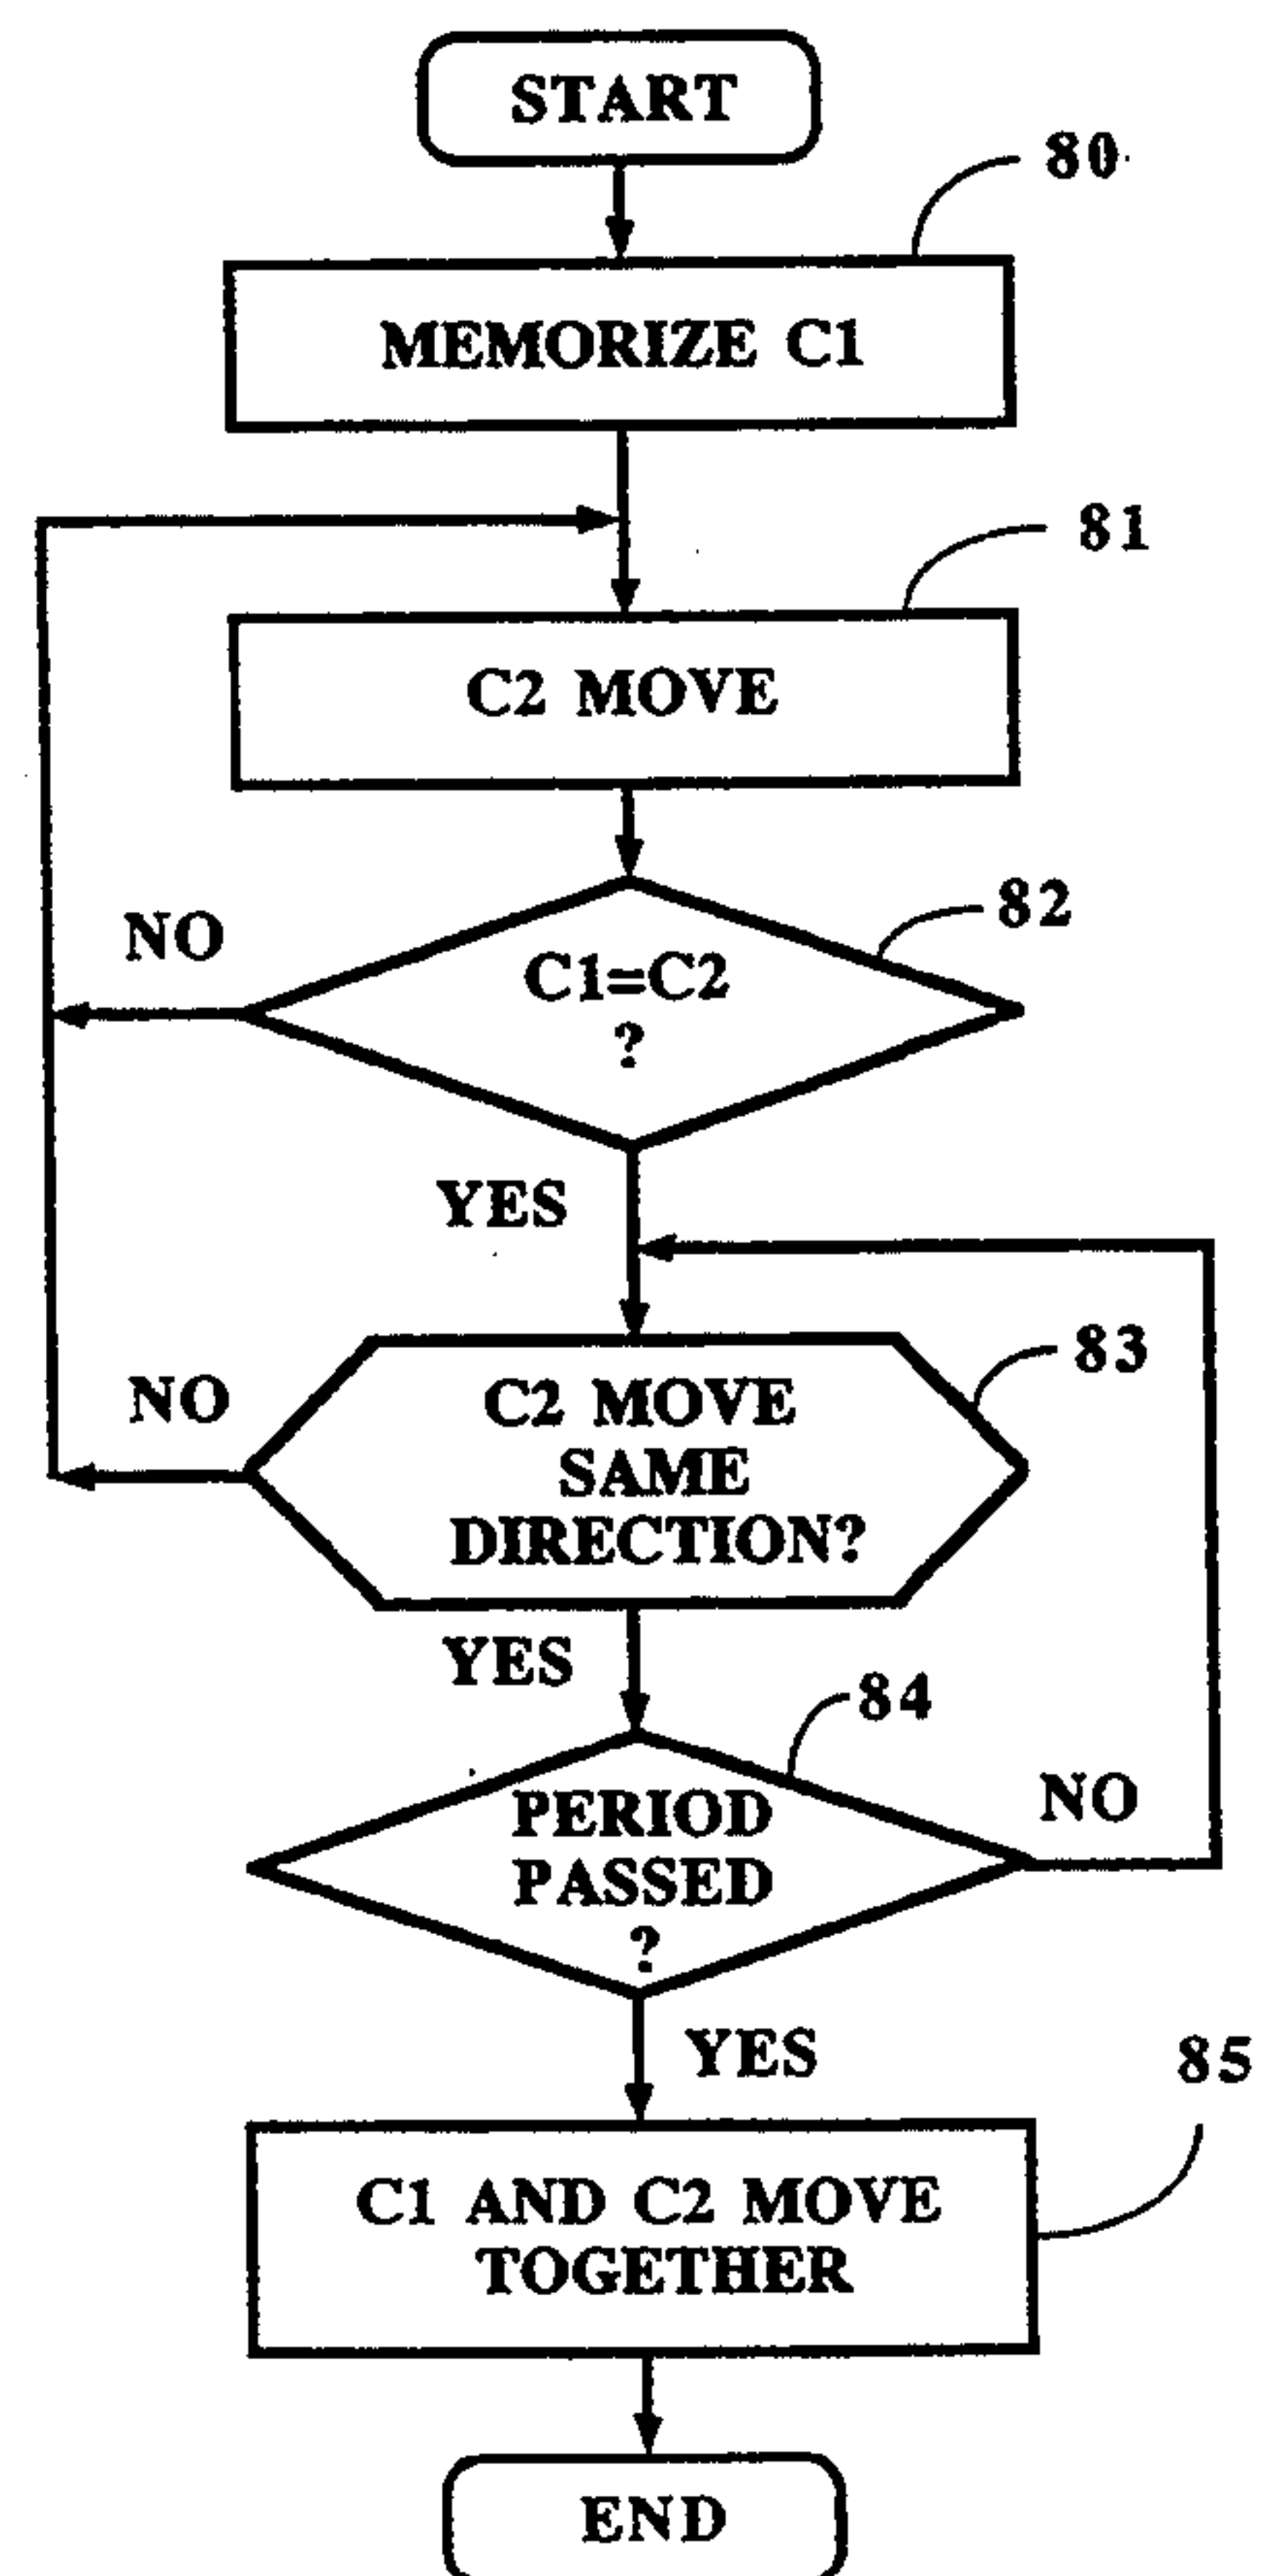 START
80
MEMORIZE C1
81
C2 MOVE
82
NO
C1=C2
?
YES
83
NO
C2 MOVE
SAME
DIRECTION?
YES
84
NO
PERIOD
PASSED
?
YES
85
C1 AND C2 MOVE
TOGETHER
END